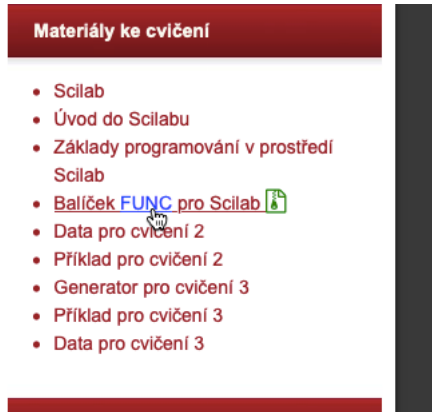 Materiály ke cvičení
Scilab
Úvod do Scilabu
Základy programování v prostředí
Scilab
Balíček FUNC pro Scilab
Data pro cvičení 2
Příklad pro cvičení 2
Generator pro cvičení 3
Příklad pro cvičení 3
Data pro cvičení 3